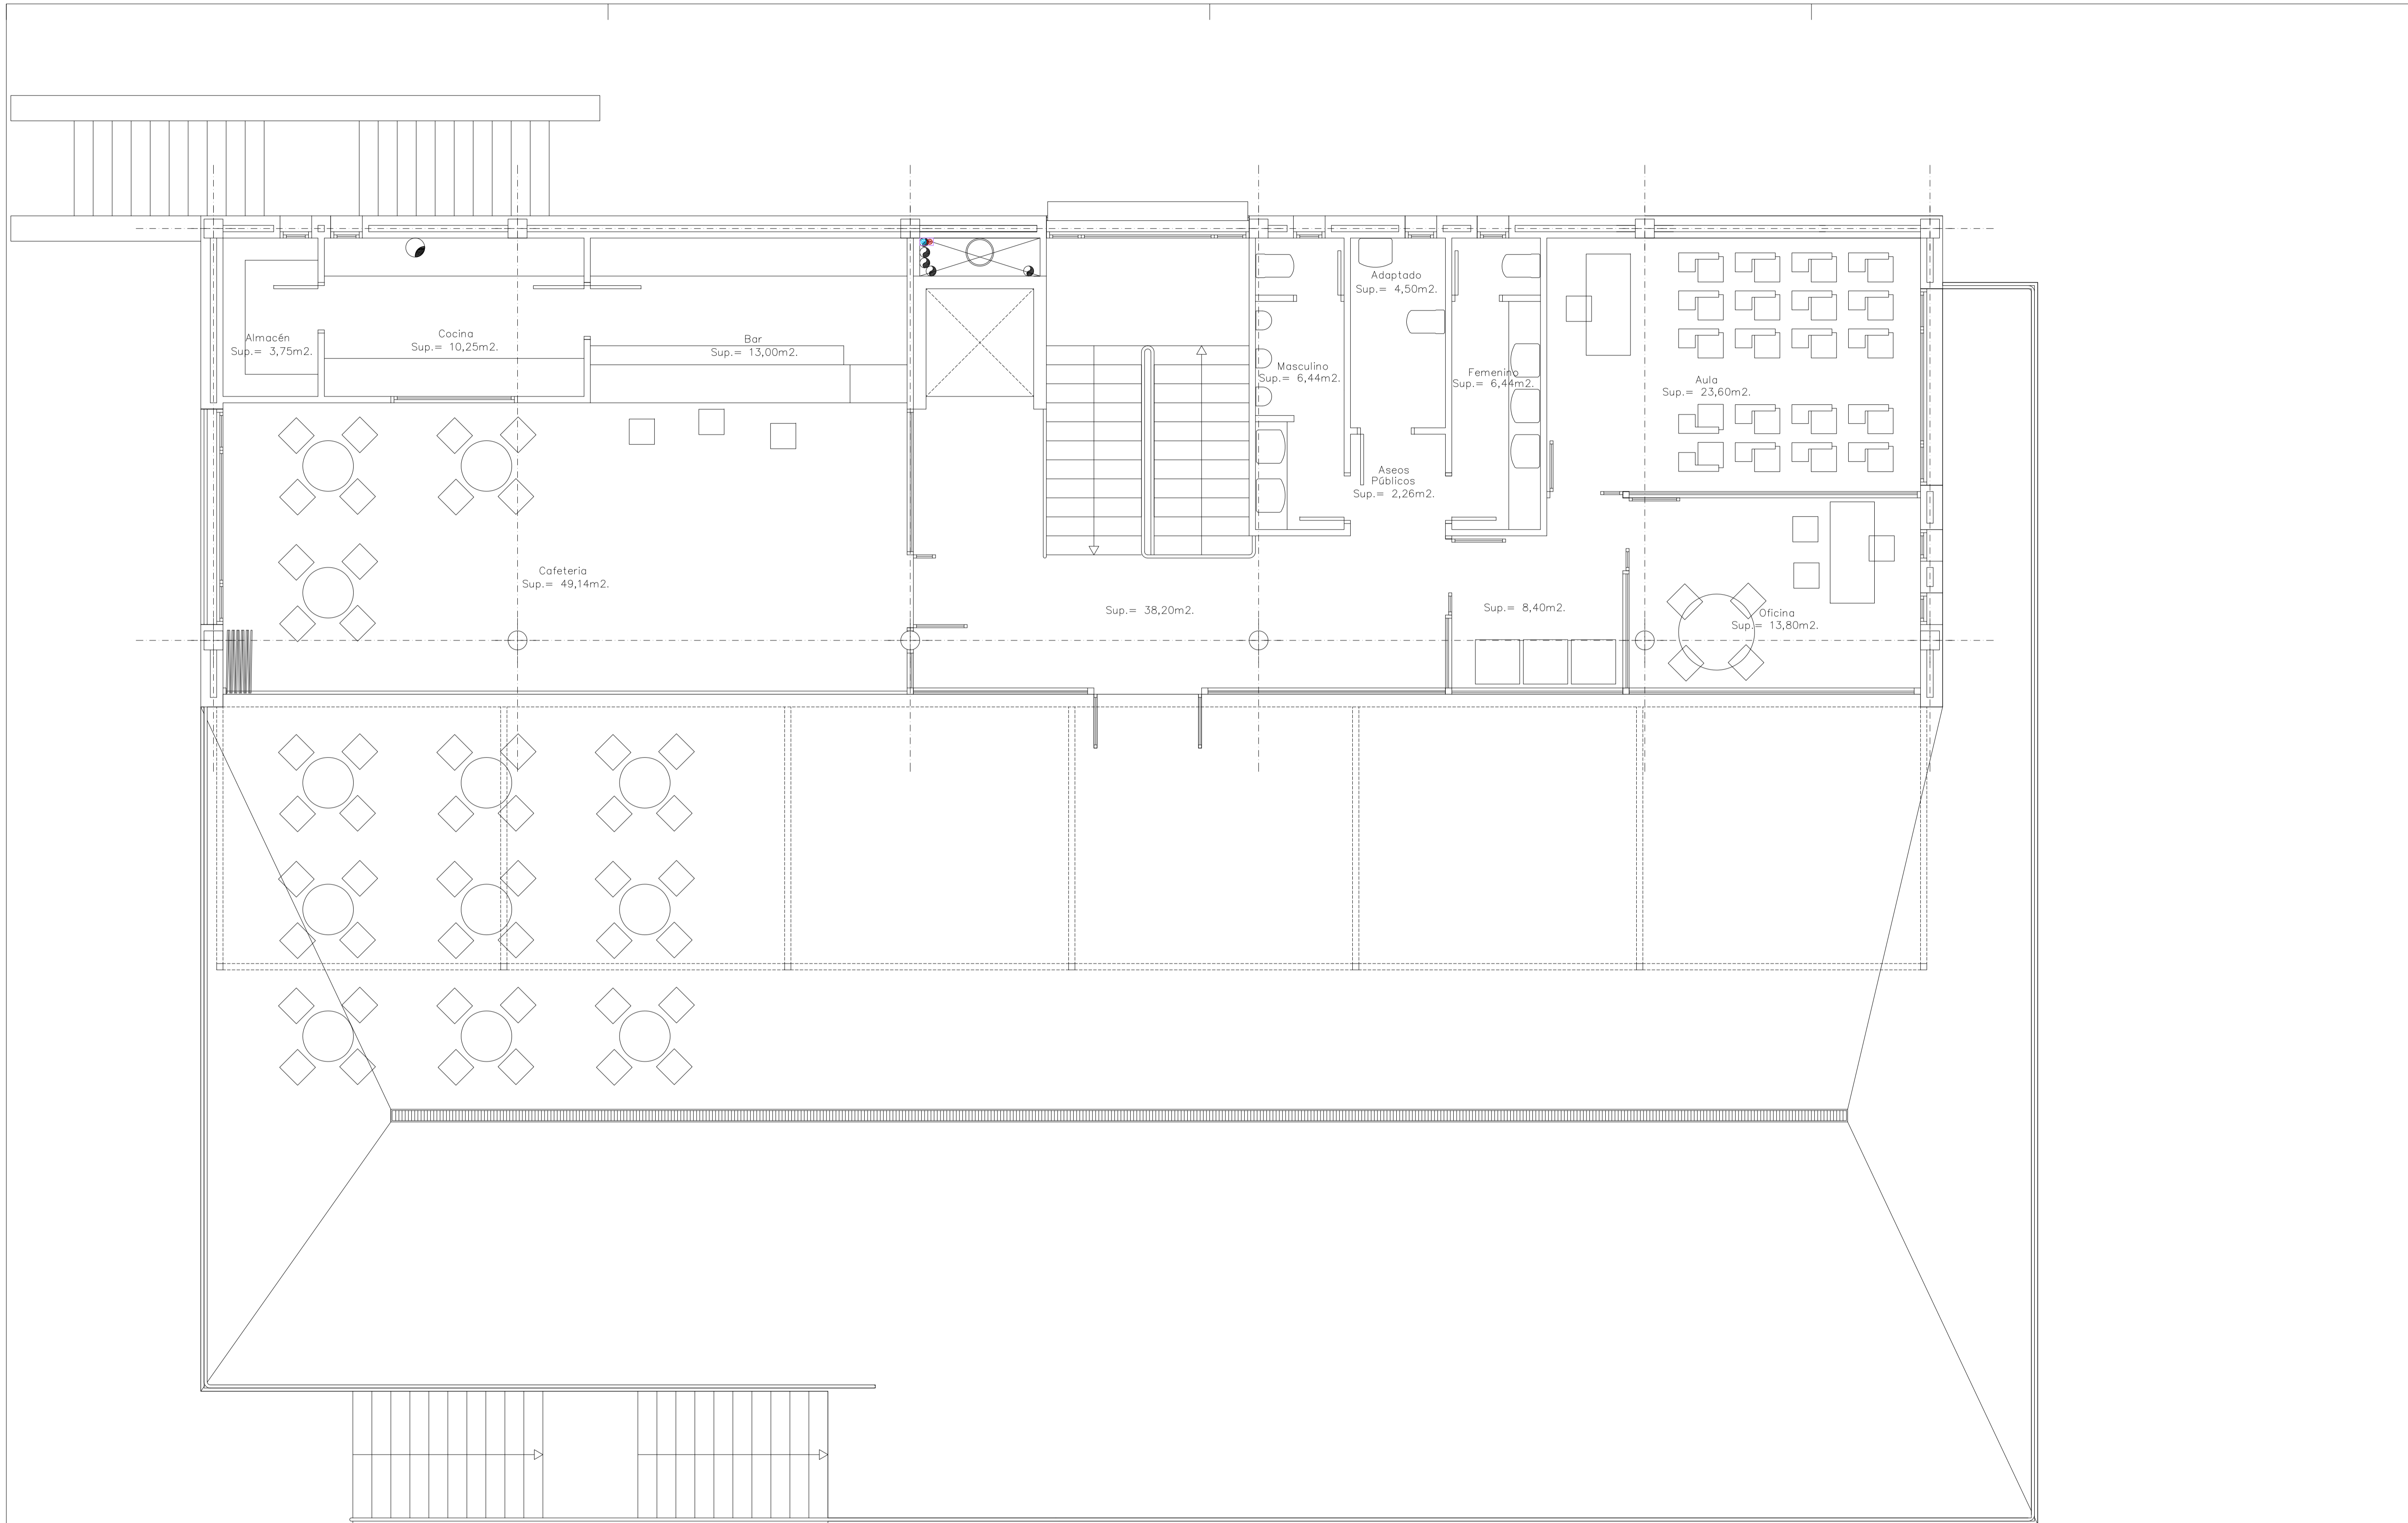 Almacén
Sup.= 3,75m2.
Cocina
Sup.= 10,25m2.
Bar
Sup.= 13,00m2.
Adaptado
Sup.= 4,50m2.
Masculino
Sup.= 6,44m2.
Femenino
Sup.= 6,44m2.
Aula
Sup.= 23,60m2.
Aseos
Públicos
Sup.= 2,26m2.
Cafeteria
Sup.= 49,14m2.
Sup.= 38,20m2.
Sup.= 8,40m2.
Oficina
Sup.= 13,80m2.